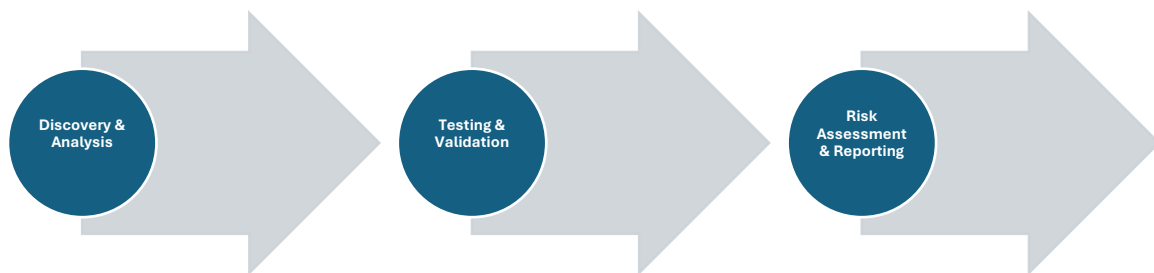 Discovery &
Analysis
Testing &
Validation
Risk
Assessment
& Reporting